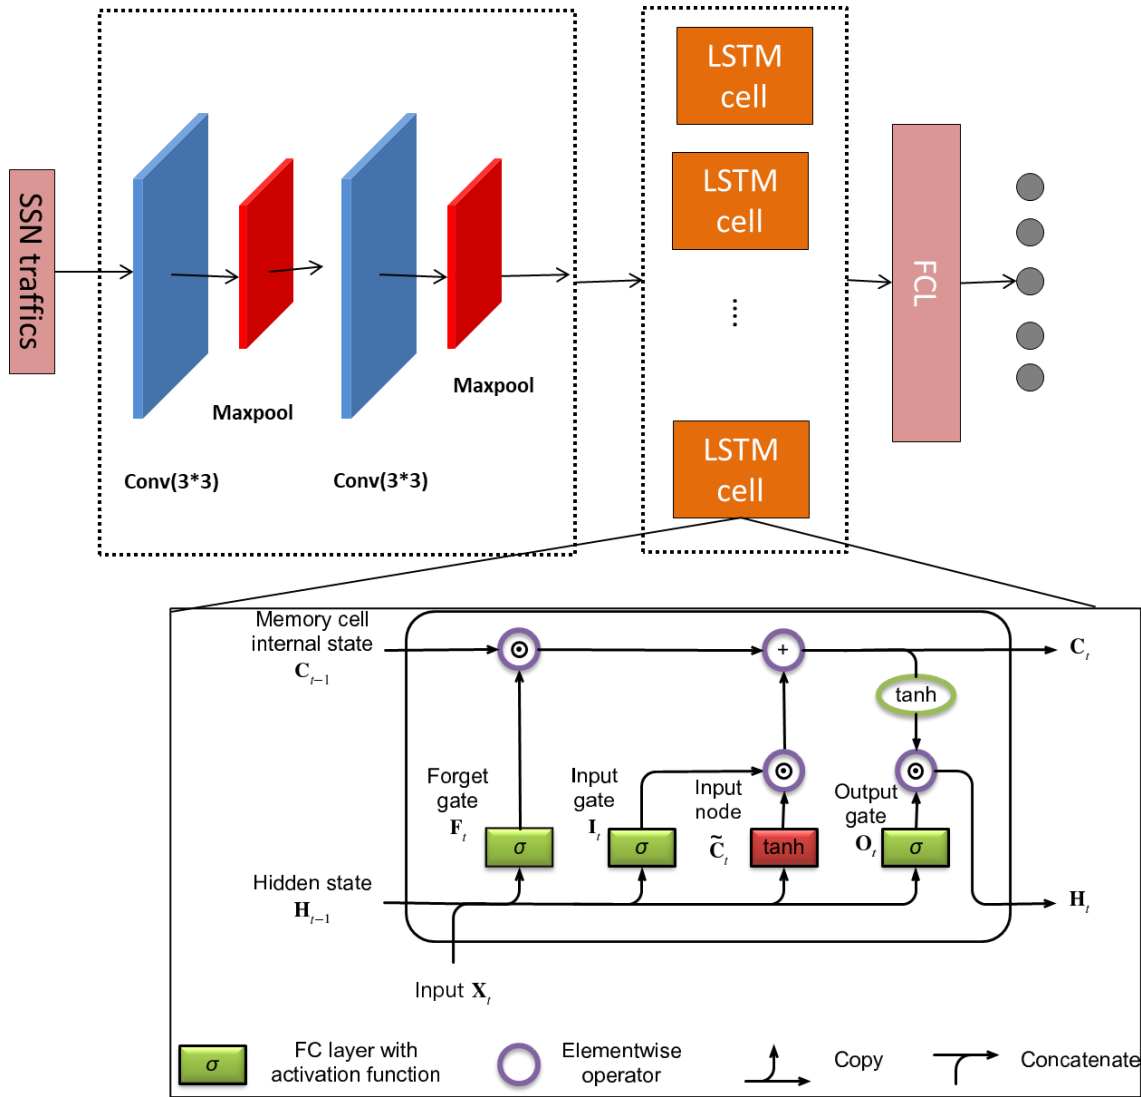 LSTM
cell
LSTM
cell
SSN traffics
...
FCL
Maxpool
Maxpool
Conv(3*3)
Conv(3*3)
LSTM
cell
Memory cell
internal state
C_{t-1}
+
C_t
tanh
Forget
gate
F_t
Input
gate
I_t
Input
node
C̃_t
Output
gate
O_t
σ
σ
tanh
σ
Hidden state
H_{t-1}
H_t
Input X_t
σ
FC layer with
activation function
Elementwise
operator
Copy
Concatenate